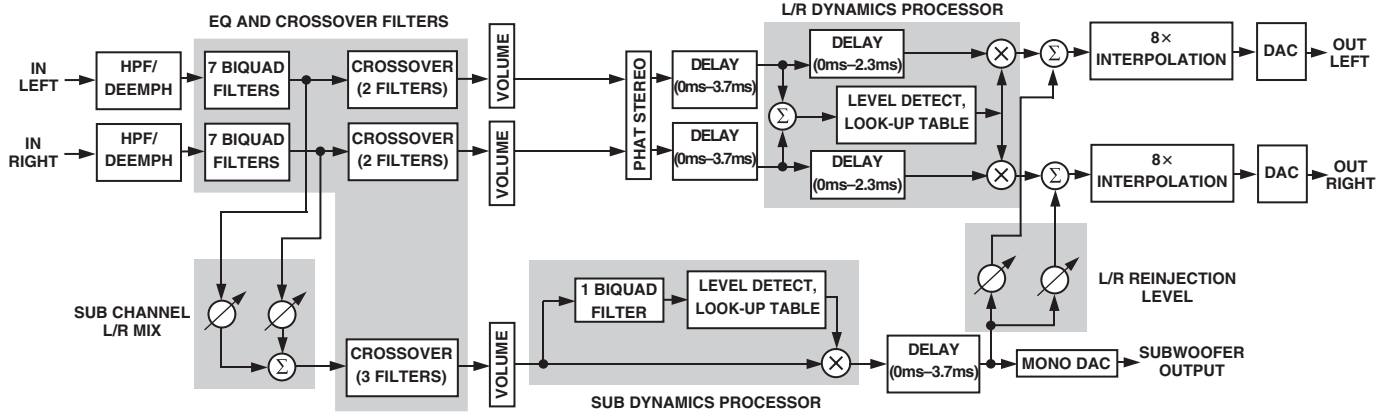 EQ AND CROSSOVER FILTERS
L/R DYNAMICS PROCESSOR
IN
LEFT
HPF/
DEEMPH
7 BIQUAD
FILTERS
CROSSOVER
(2 FILTERS)
VOLUME
PHAT STEREO
DELAY
(0ms–3.7ms)
DELAY
(0ms–2.3ms)
Σ
LEVEL DETECT,
LOOK-UP TABLE
×
Σ
8×
INTERPOLATION
DAC
OUT
LEFT
IN
RIGHT
HPF/
DEEMPH
7 BIQUAD
FILTERS
CROSSOVER
(2 FILTERS)
VOLUME
DELAY
(0ms–3.7ms)
DELAY
(0ms–2.3ms)
×
Σ
8×
INTERPOLATION
DAC
OUT
RIGHT
SUB CHANNEL
L/R MIX
Σ
CROSSOVER
(3 FILTERS)
VOLUME
1 BIQUAD
FILTER
LEVEL DETECT,
LOOK-UP TABLE
×
DELAY
(0ms–3.7ms)
L/R REINJECTION
LEVEL
MONO DAC
SUBWOOFER
OUTPUT
SUB DYNAMICS PROCESSOR